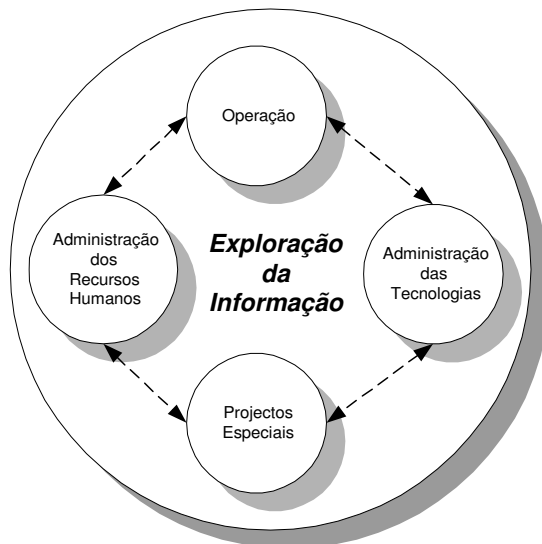 Operação
Administração
dos
Recursos
Humanos
Exploração
da
Informação
Administração
das
Tecnologias
Projectos
Especiais